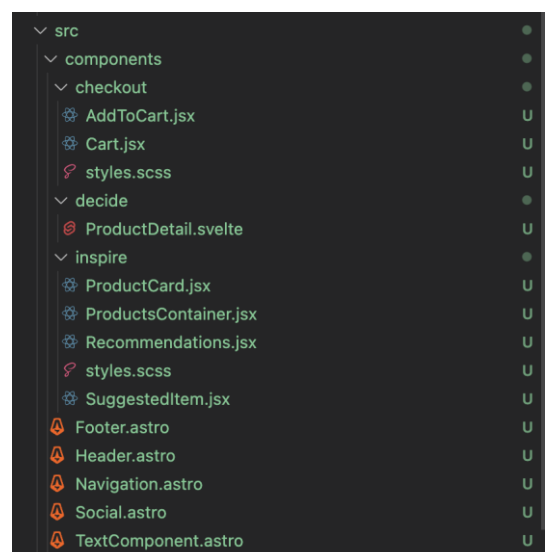 src
components
checkout
AddToCart.jsx U
Cart.jsx U
styles.scss U
decide
ProductDetail.svelte U
inspire
ProductCard.jsx U
ProductsContainer.jsx U
Recommendations.jsx U
styles.scss U
SuggestedItem.jsx U
Footer.astro U
Header.astro U
Navigation.astro U
Social.astro U
TextComponent.astro U